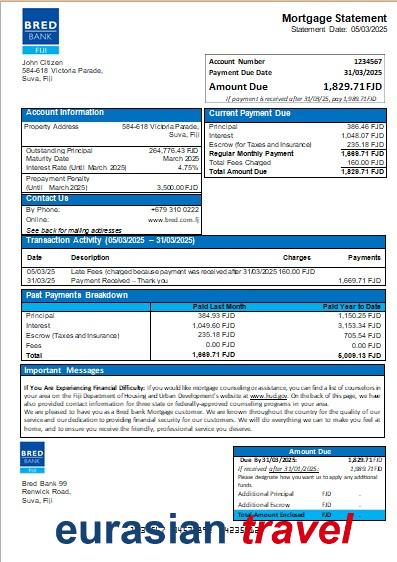 BRED
BANK
FIJI
Mortgage Statement
Statement Date: 05/03/2025
John Citizen
584-618 Victoria Parade,
Suva, Fiji
Account Number 1234567
Payment Due Date 31/03/2025
Amount Due 1,829.71 FJD
If payment is received after 31/03/25, pay 1,989.71 FJD
Account Information
Property Address 584-618 Victoria Parade,
Suva, Fiji
Outstanding Principal 264,776.43 FJD
Maturity Date March 2025
Interest Rate (Until March 2025) 4.75%
Prepayment Penalty
(Until March 2025) 3,500.00 FJD
Contact Us
By Phone: +679 310 0222
Online: www.bred.com.fj
See back for mailing addresses
Current Payment Due
Principal 386.46 FJD
Interest 1,048.07 FJD
Escrow (for Taxes and Insurance) 235.18 FJD
Regular Monthly Payment 1,669.71 FJD
Total Fees Charged 160.00 FJD
Total Amount Due 1,829.71 FJD
Transaction Activity (05/03/2025 – 31/03/2025)
Date Description Charges Payments
05/03/25 Late Fees (charged because payment was received after 31/03/2025 160.00 FJD
31/03/25 Payment Received – Thank you 1,669.71 FJD
Past Payments Breakdown
Paid Last Month Paid Year to Date
Principal 384.93 FJD 1,150.25 FJD
Interest 1,049.60 FJD 3,153.34 FJD
Escrow (Taxes and Insurance) 235.18 FJD 705.54 FJD
Fees 0.00 FJD 0.00 FJD
Total 1,669.71 FJD 5,009.13 FJD
Important Messages
If You Are Experiencing Financial Difficulty: If you would like mortgage counseling or assistance, you can find a list of counselors in
your area on the Fiji Department of Housing and Urban Development's website at www.hud.gov. On the back of this page, we have
also provided contact information for three state or federally-approved counseling programs in your area.
We are pleased to have you as a Bred bank Mortgage customer. We are known throughout the country for the quality of our
service and our dedication to providing smooth service. We will do everything we can to make you feel at
home, and to ensure you receive the friendly, professional service you deserve.
BRED
BANK
FIJI
Bred Bank 99
Renwick Road,
Suva, Fiji
Amount Due
Due By 31/03/2025: 1,829.71 FJD
If received after 31/01/2025: 1,989.71 FJD
Please designate how you want us to apply any additional
funds.
Additional Principal FJD .
Additional Escrow FJD .
Total Amount Enclosed FJD .
eurasian travel